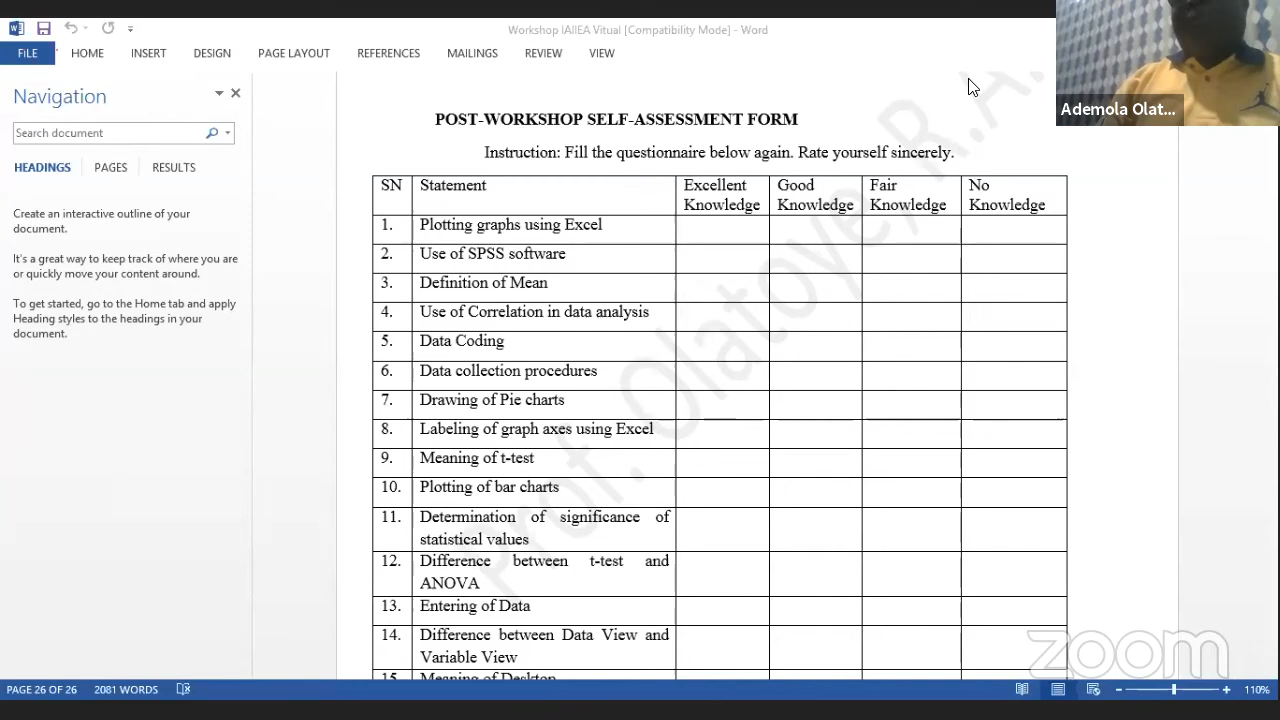 Workshop IAIIEA Vitual [Compatibility Mode] - Word
FILE HOME INSERT DESIGN PAGE LAYOUT REFERENCES MAILINGS REVIEW VIEW
Ademola Olat...
Navigation
Search document
HEADINGS PAGES RESULTS
Create an interactive outline of your
document.
It's a great way to keep track of where you are
or quickly move your content around.
To get started, go to the Home tab and apply
Heading styles to the headings in your
document.
POST-WORKSHOP SELF-ASSESSMENT FORM
Instruction: Fill the questionnaire below again. Rate yourself sincerely.
SN Statement Excellent Knowledge Good Knowledge Fair Knowledge No Knowledge
1. Plotting graphs using Excel
2. Use of SPSS software
3. Definition of Mean
4. Use of Correlation in data analysis
5. Data Coding
6. Data collection procedures
7. Drawing of Pie charts
8. Labeling of graph axes using Excel
9. Meaning of t-test
10. Plotting of bar charts
11. Determination of significance of
statistical values
12. Difference between t-test and
ANOVA
13. Entering of Data
14. Difference between Data View and
Variable View
15. Meaning of Desktop
Prof. Olatoye, R.A.
zoom
PAGE 26 OF 26 2081 WORDS 110%